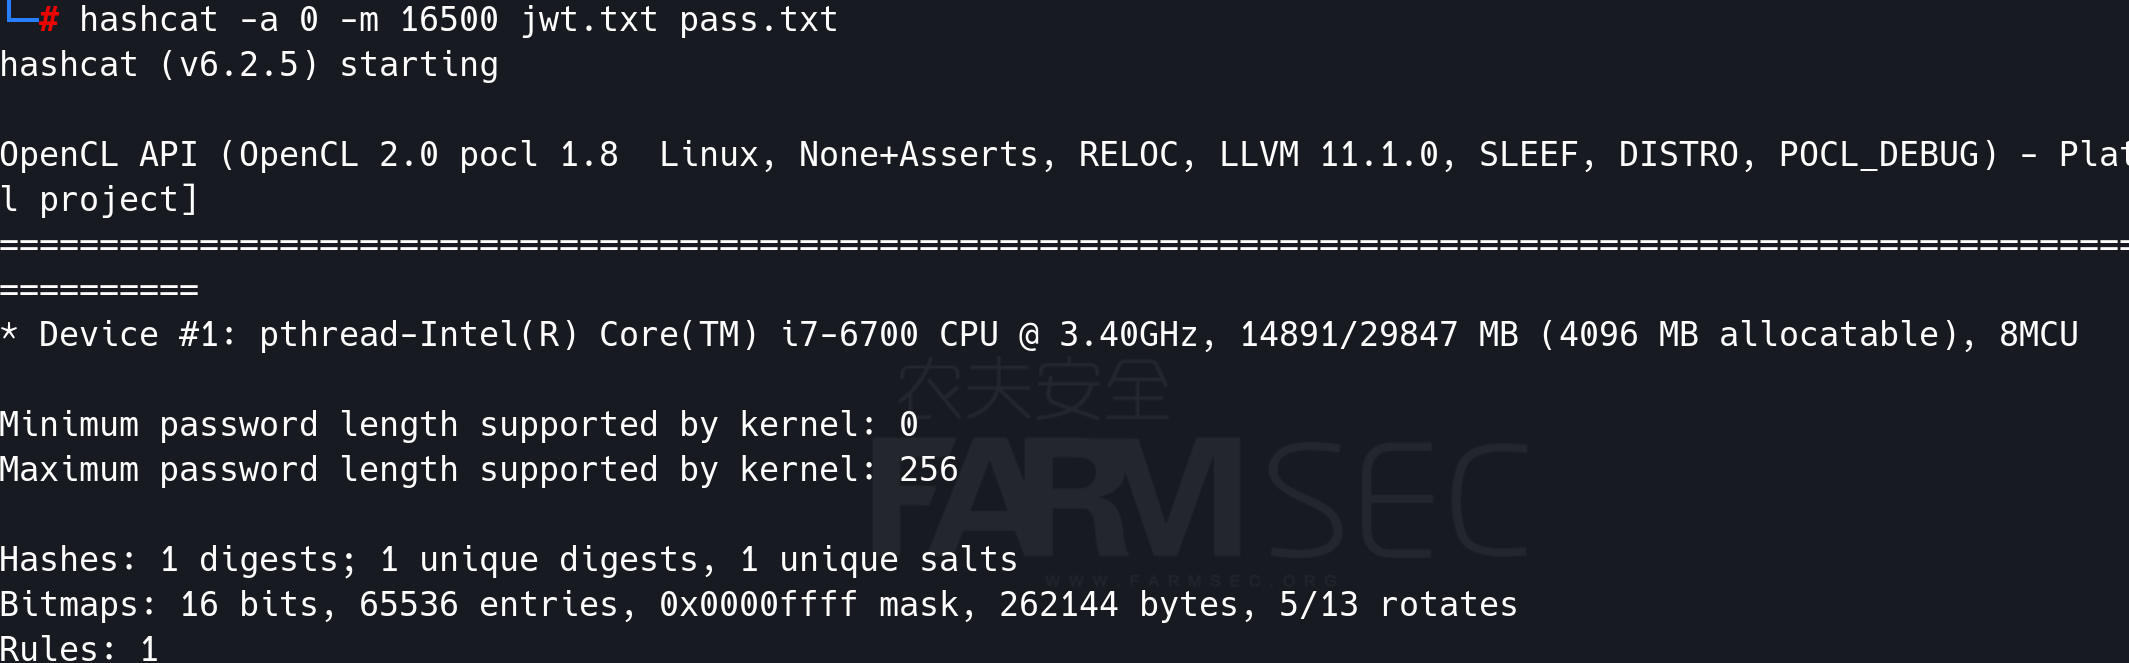 └─# hashcat -a 0 -m 16500 jwt.txt pass.txt
hashcat (v6.2.5) starting
OpenCL API (OpenCL 2.0 pocl 1.8  Linux, None+Asserts, RELOC, LLVM 11.1.0, SLEEF, DISTRO, POCL_DEBUG) - Plat
l project]
===========================================================================================================
==========
* Device #1: pthread-Intel(R) Core(TM) i7-6700 CPU @ 3.40GHz, 14891/29847 MB (4096 MB allocatable), 8MCU
农夫安全
Minimum password length supported by kernel: 0
Maximum password length supported by kernel: 256
FARMSEC
Hashes: 1 digests; 1 unique digests, 1 unique salts
WWW.FARMSEC.ORG
Bitmaps: 16 bits, 65536 entries, 0x0000ffff mask, 262144 bytes, 5/13 rotates
Rules: 1